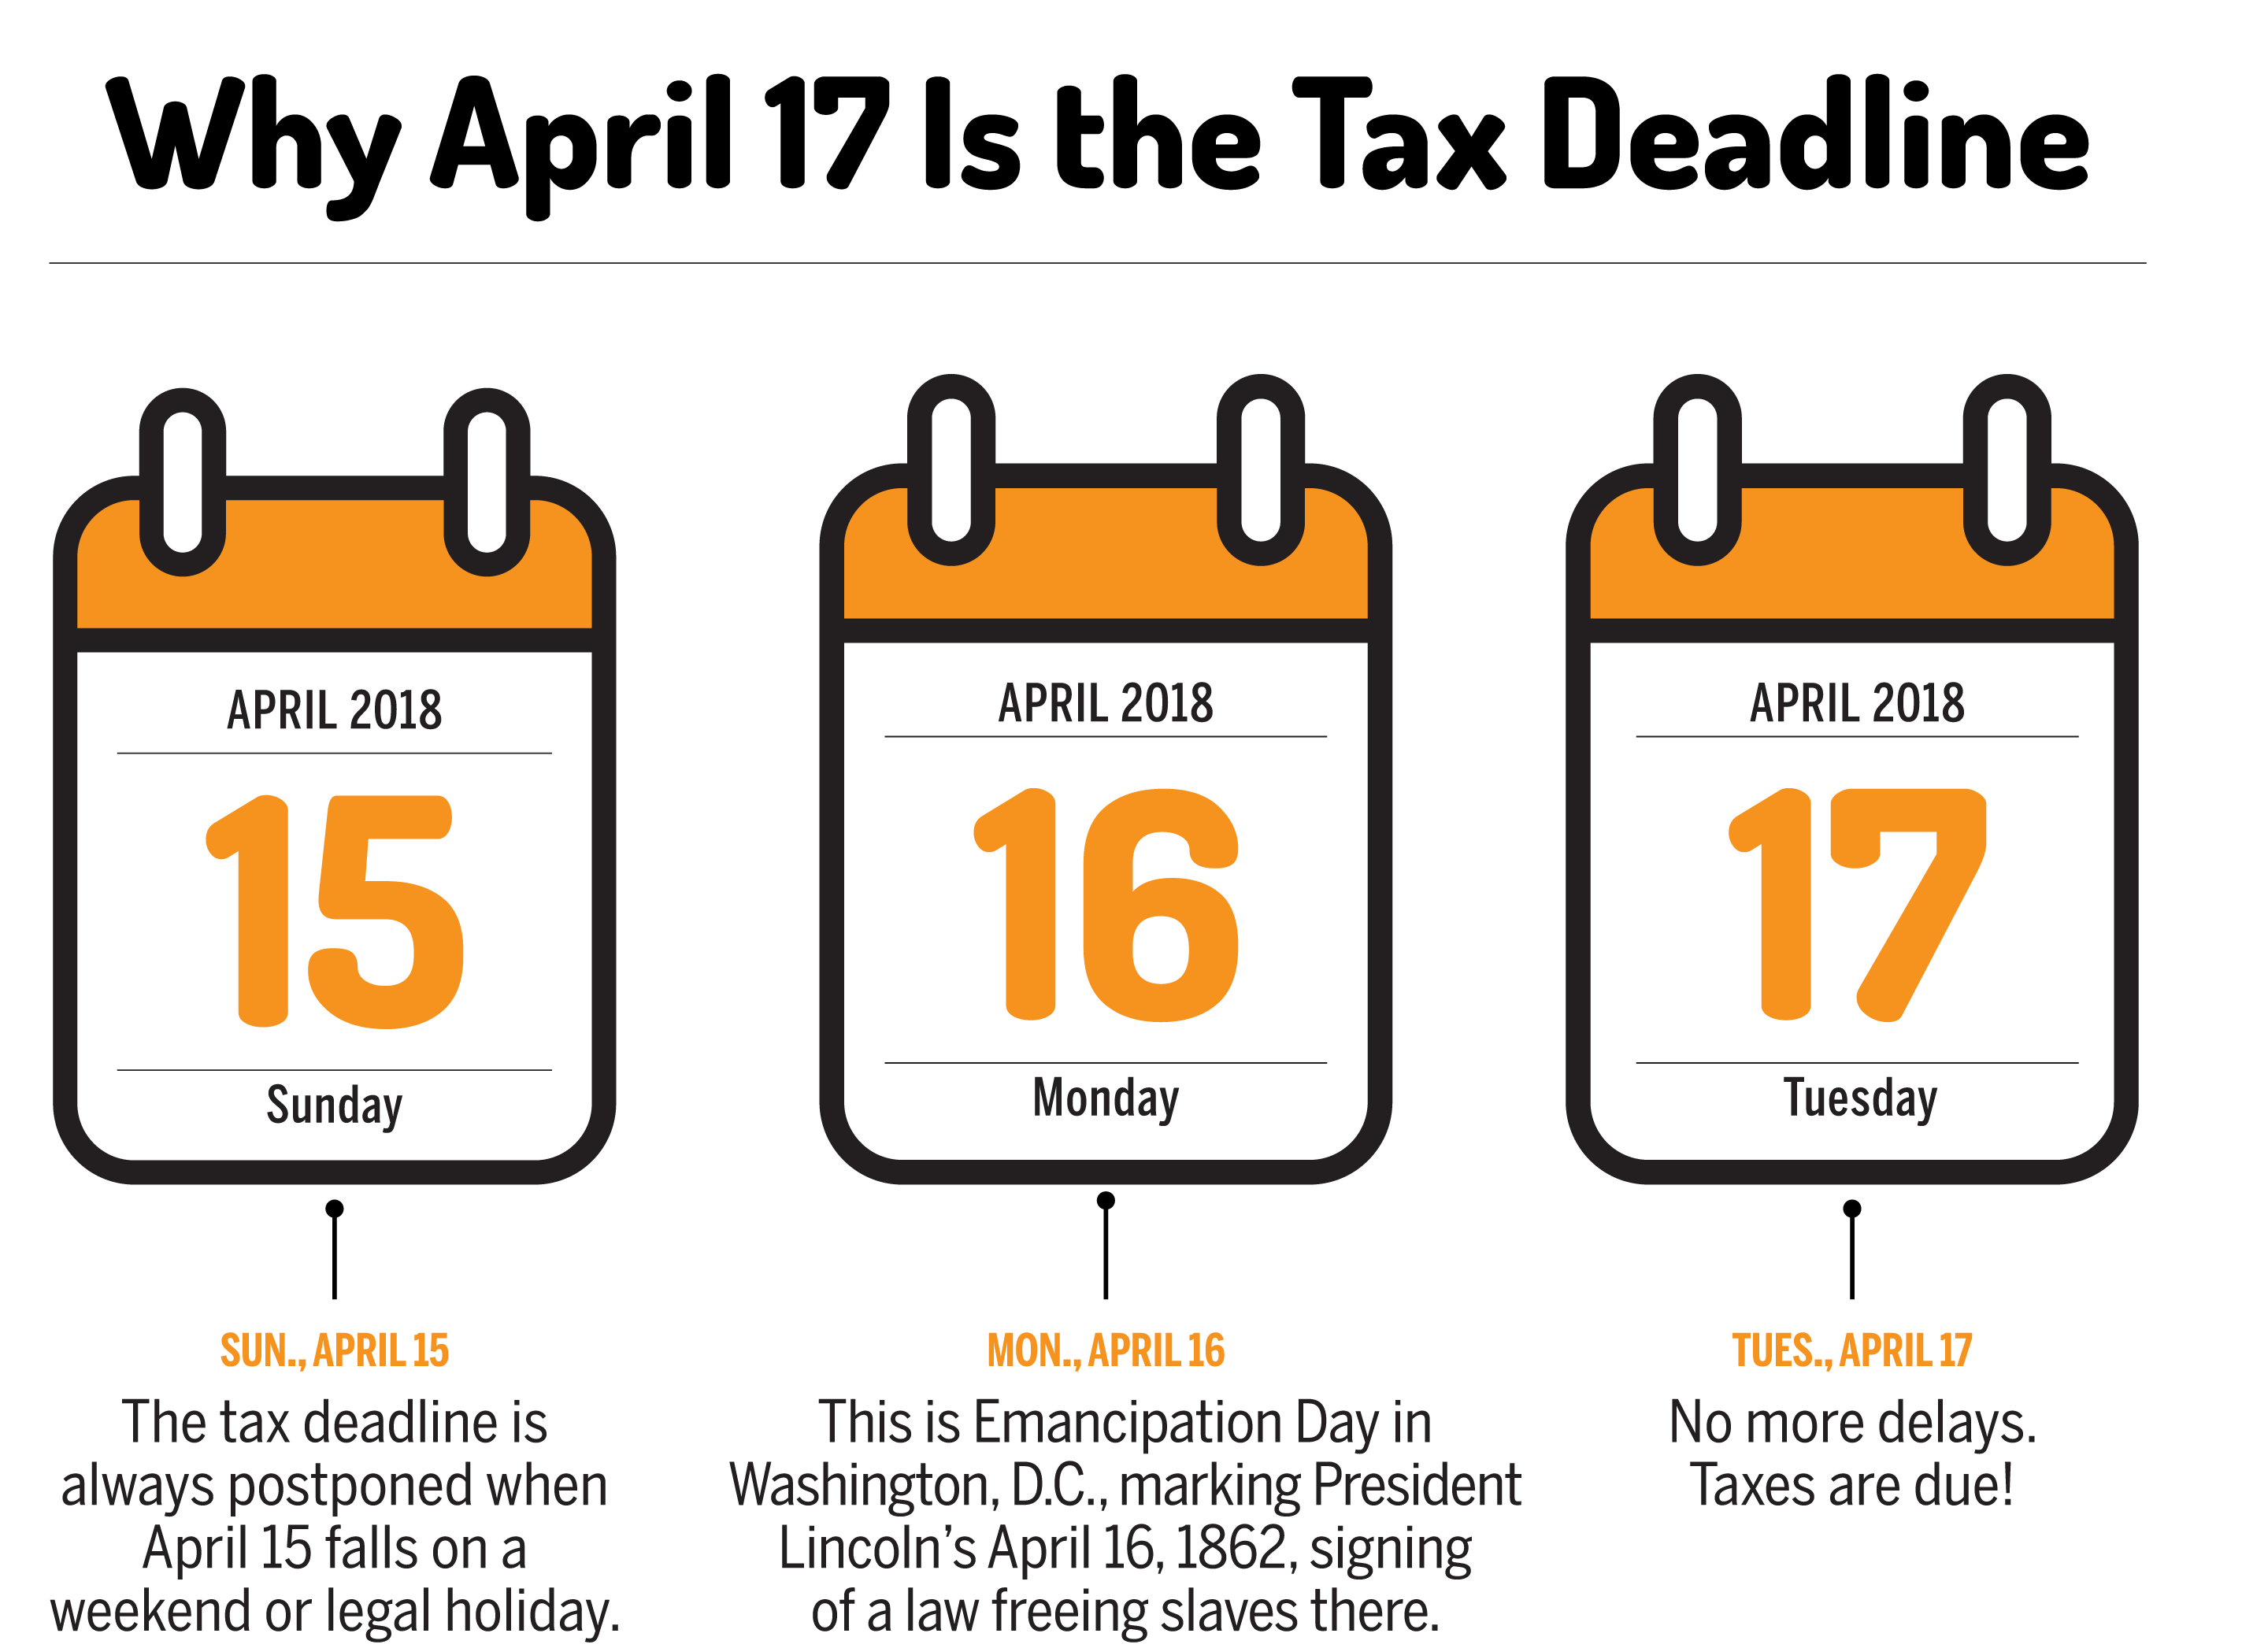 Why April 17 Is the Tax Deadline
APRIL 2018
15
Sunday
SUN., APRIL 15
The tax deadline is
always postponed when
April 15 falls on a
weekend or legal holiday.
APRIL 2018
16
Monday
MON., APRIL 16
This is Emancipation Day in
Washington, D.C., marking President
Lincoln's April 16, 1862, signing
of a law freeing slaves there.
APRIL 2018
17
Tuesday
TUES., APRIL 17
No more delays.
Taxes are due!